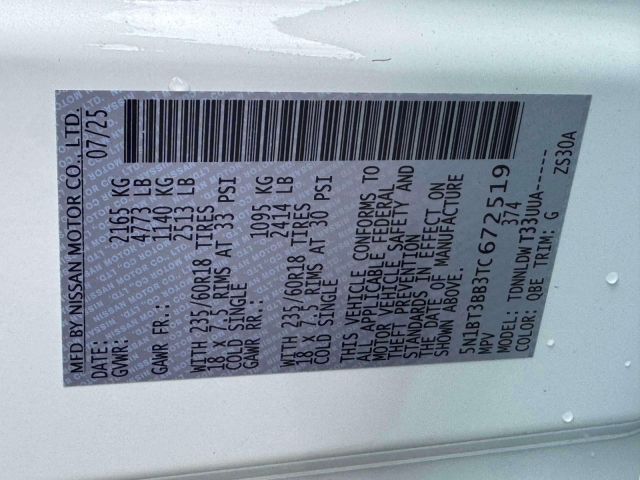 MFD BY NISSAN MOTOR CO., LTD.
DATE: 07/25
GVWR: 2165 KG
4773 LB
GAWR FR.: 1140 KG
2513 LB
WITH 235/60R18 TIRES
18 X 7.5 RIMS AT 33 PSI
COLD SINGLE
GAWR RR.: 1095 KG
2414 LB
WITH 235/60R18 TIRES
18 X 7.5 RIMS AT 30 PSI
COLD SINGLE
THIS VEHICLE CONFORMS TO
ALL APPLICABLE FEDERAL
MOTOR VEHICLE SAFETY AND
THEFT PREVENTION
STANDARDS IN EFFECT ON
THE DATE OF MANUFACTURE
SHOWN ABOVE.
5N1BT3BB3TC672519
MPV 374
MODEL: TDNNLDWT33UUA-----
COLOR: QBE TRIM: G
ZS30A